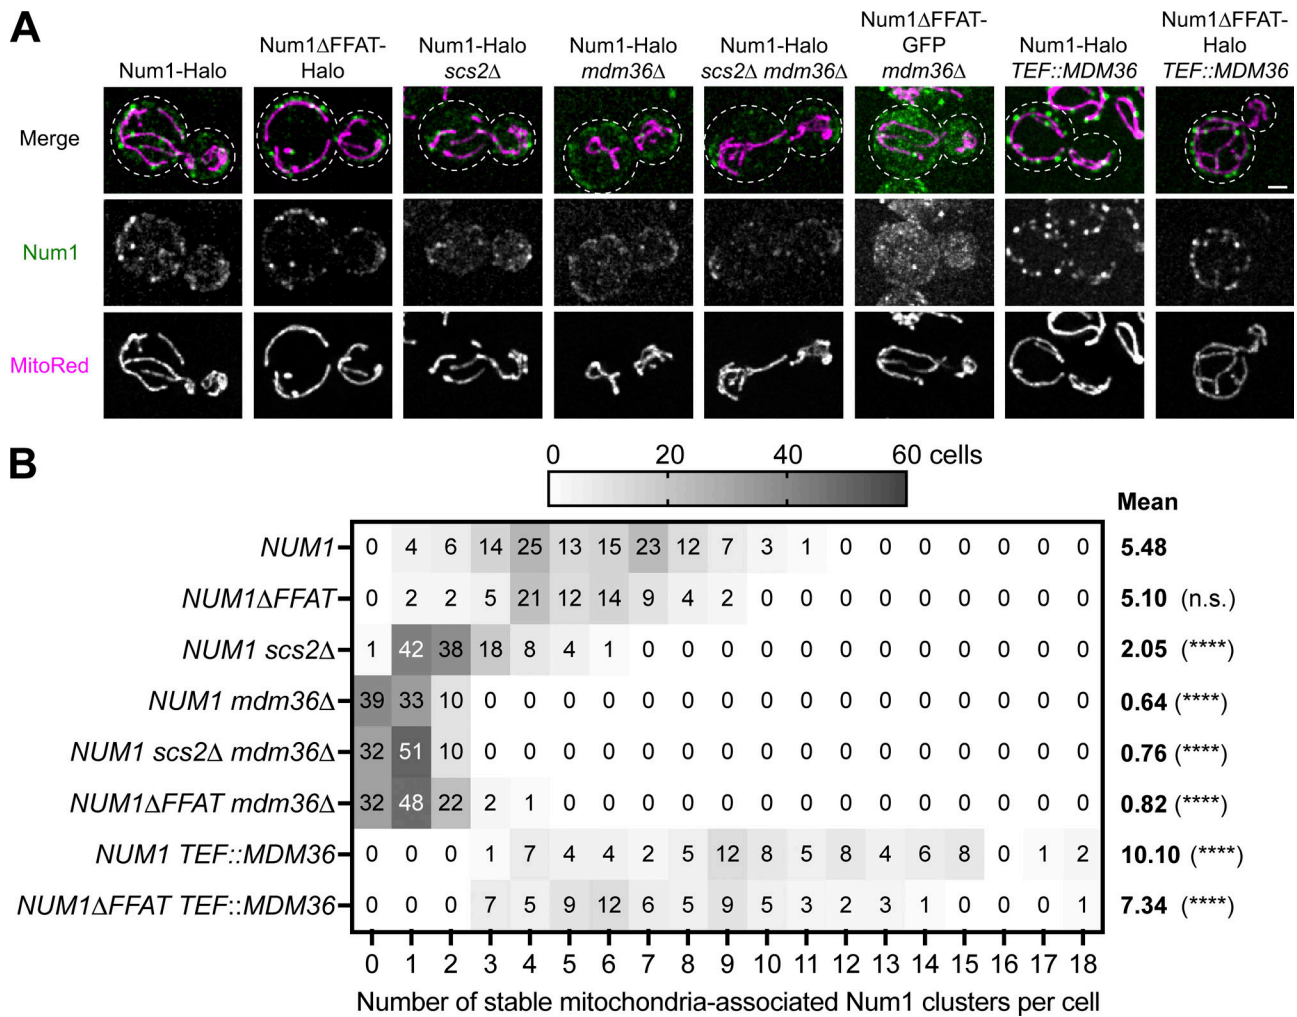 A
Num1-Halo
Num1ΔFFAT-
Halo
Num1-Halo
scs2Δ
Num1-Halo
mdm36Δ
Num1-Halo
scs2Δ mdm36Δ
Num1ΔFFAT-
GFP
mdm36Δ
Num1-Halo
TEF::MDM36
Num1ΔFFAT-
Halo
TEF::MDM36
Merge
Num1
MitoRed
B
0 20 40 60 cells
Mean
NUM1 0 4 6 14 25 13 15 23 12 7 3 1 0 0 0 0 0 0 0 5.48
NUM1ΔFFAT 0 2 2 5 21 12 14 9 4 2 0 0 0 0 0 0 0 0 0 5.10 (n.s.)
NUM1 scs2Δ 1 42 38 18 8 4 1 0 0 0 0 0 0 0 0 0 0 0 0 2.05 (****)
NUM1 mdm36Δ 39 33 10 0 0 0 0 0 0 0 0 0 0 0 0 0 0 0 0 0.64 (****)
NUM1 scs2Δ mdm36Δ 32 51 10 0 0 0 0 0 0 0 0 0 0 0 0 0 0 0 0 0.76 (****)
NUM1ΔFFAT mdm36Δ 32 48 22 2 1 0 0 0 0 0 0 0 0 0 0 0 0 0 0 0.82 (****)
NUM1 TEF::MDM36 0 0 0 1 7 4 4 2 5 12 8 5 8 4 6 8 0 1 2 10.10 (****)
NUM1ΔFFAT TEF::MDM36 0 0 0 7 5 9 12 6 5 9 5 3 2 3 1 0 0 0 1 7.34 (****)
0 1 2 3 4 5 6 7 8 9 10 11 12 13 14 15 16 17 18
Number of stable mitochondria-associated Num1 clusters per cell